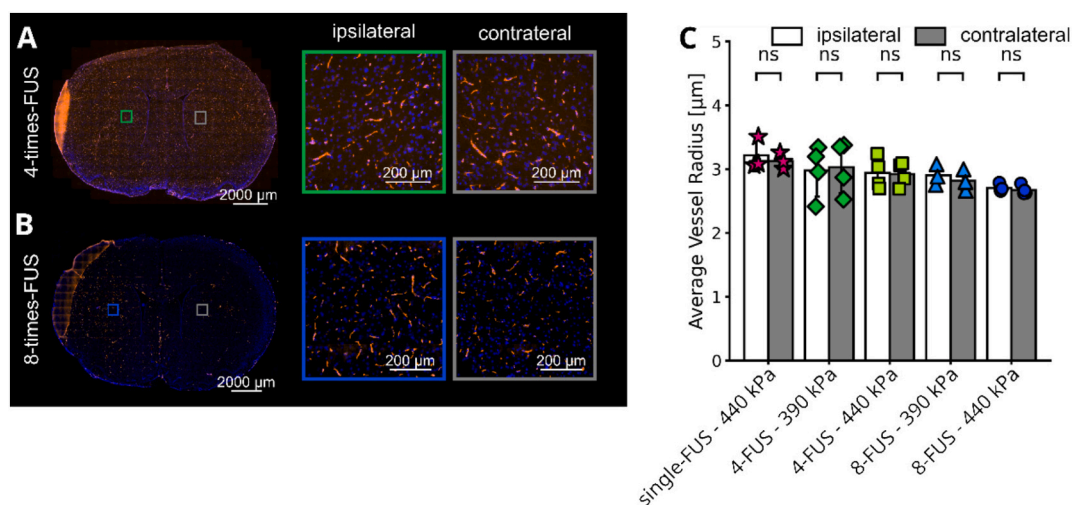 A
4-times-FUS
ipsilateral
contrateral
2000 µm
200 µm
200 µm
B
8-times-FUS
2000 µm
200 µm
200 µm
C
ipsilateral
contralateral
ns
ns
ns
ns
ns
Average Vessel Radius [µm]
5
4
3
2
1
0
single-FUS - 440 kPa
4-FUS - 390 kPa
4-FUS - 440 kPa
8-FUS - 390 kPa
8-FUS - 440 kPa